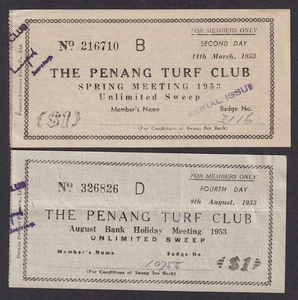 CLUB
FOR MEMBERS ONLY
Nº 216710 B
SECOND DAY
11th March, 1953
THE PENANG TURF CLUB
SPRING MEETING 1953
Unlimited Sweep
SERIAL ISSUE
Member's Name
Badge No.
2116
$1
(For Conditions of Sweep See Back)
CLUB
FOR MEMBERS ONLY
Nº 326826 D
FOURTH DAY
8th August, 1953
THE PENANG TURF CLUB
August Bank Holiday Meeting 1953
UNLIMITED SWEEP
Member's Name
Badge No.
$1
(For Conditions of Sweep See Back)